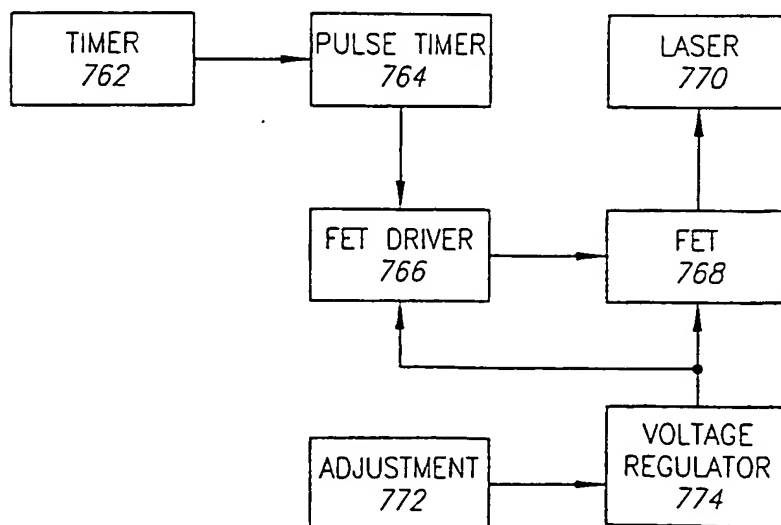 TIMER
762
PULSE TIMER
764
LASER
770
FET DRIVER
766
FET
768
ADJUSTMENT
772
VOLTAGE
REGULATOR
774